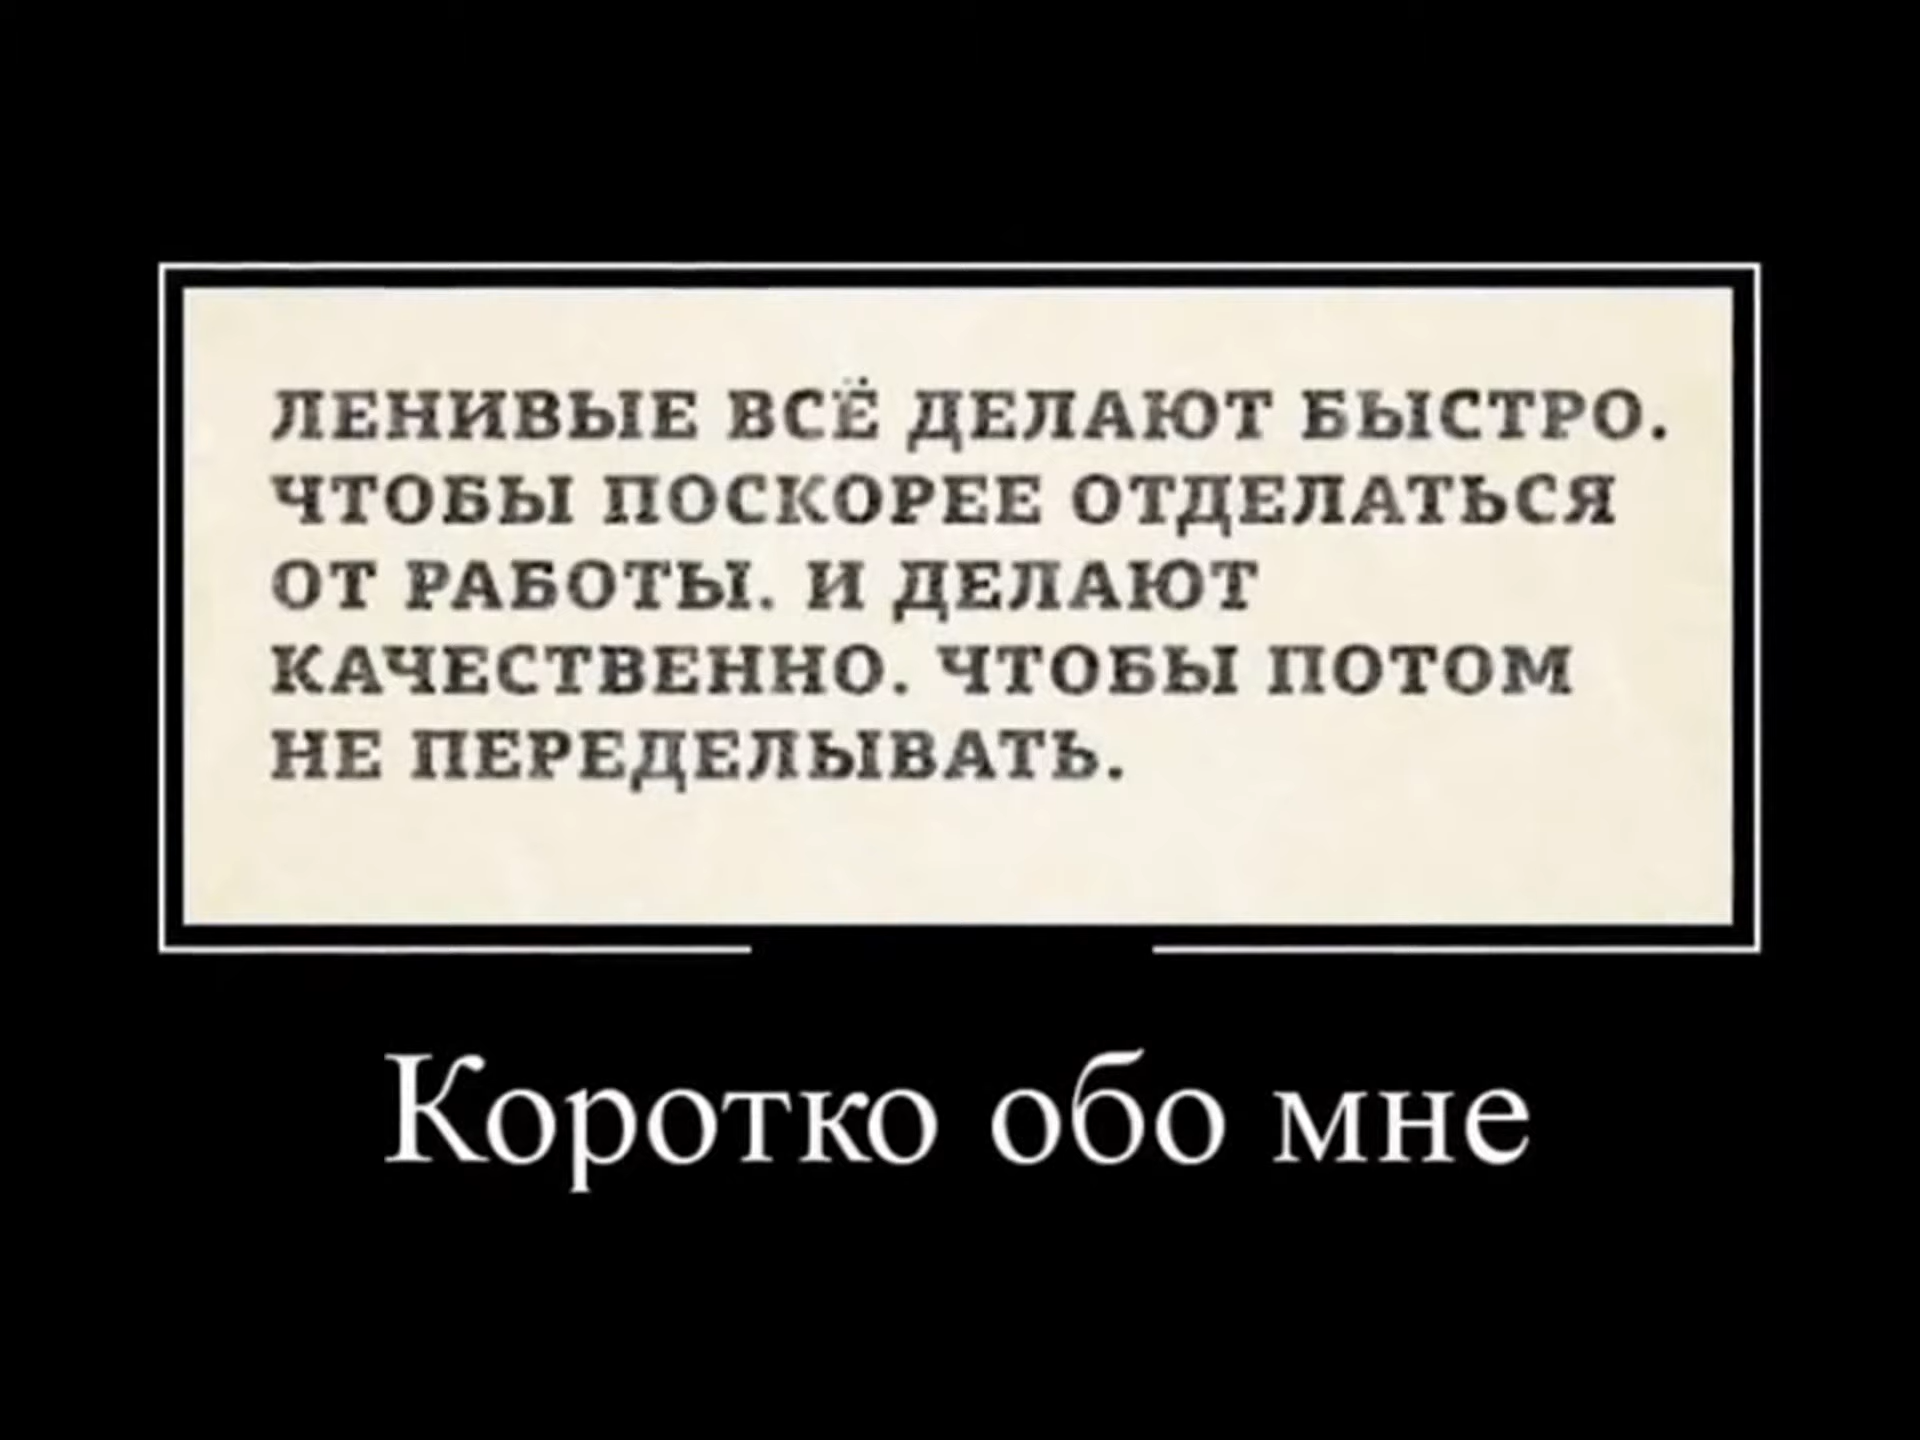 ЛЕНИВЫЕ ВСЁ ДЕЛАЮТ БЫСТРО.
ЧТОБЫ ПОСКОРЕЕ ОТДЕЛАТЬСЯ
ОТ РАБОТЫ. И ДЕЛАЮТ
КАЧЕСТВЕННО. ЧТОБЫ ПОТОМ
НЕ ПЕРЕДЕЛЫВАТЬ.
Коротко обо мне